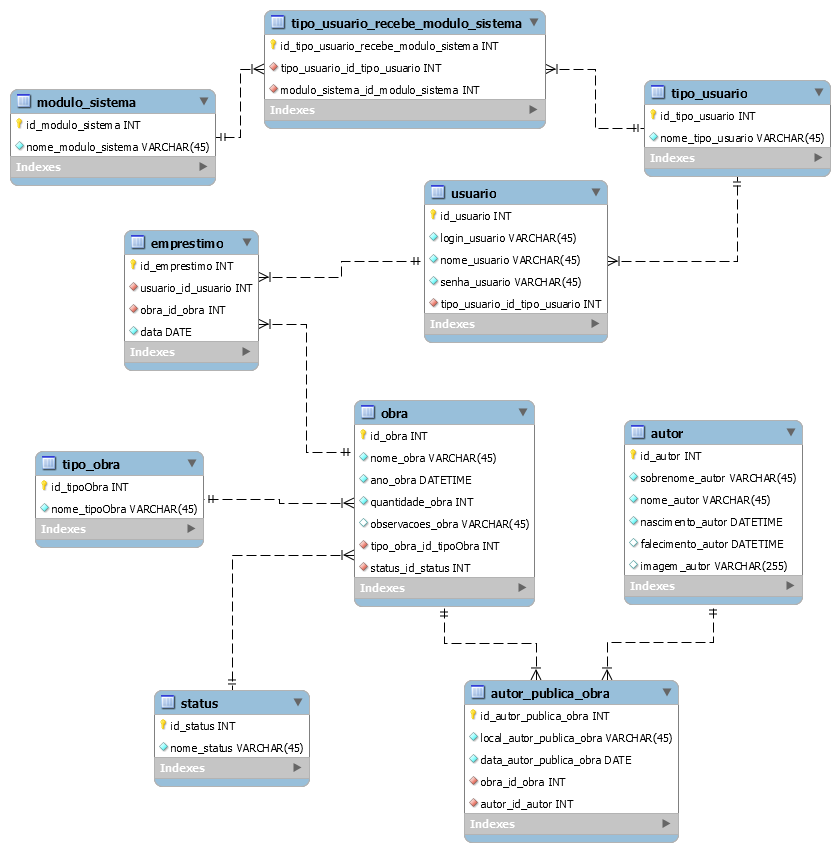 tipo_usuario_recebe_modulo_sistema
id_tipo_usuario_recebe_modulo_sistema INT
tipo_usuario_id_tipo_usuario INT
modulo_sistema_id_modulo_sistema INT
Indexes
modulo_sistema
id_modulo_sistema INT
nome_modulo_sistema VARCHAR(45)
Indexes
tipo_usuario
id_tipo_usuario INT
nome_tipo_usuario VARCHAR(45)
Indexes
usuario
id_usuario INT
login_usuario VARCHAR(45)
nome_usuario VARCHAR(45)
senha_usuario VARCHAR(45)
tipo_usuario_id_tipo_usuario INT
Indexes
emprestimo
id_emprestimo INT
usuario_id_usuario INT
obra_id_obra INT
data DATE
Indexes
obra
id_obra INT
nome_obra VARCHAR(45)
ano_obra DATETIME
quantidade_obra INT
observacoes_obra VARCHAR(45)
tipo_obra_id_tipoObra INT
status_id_status INT
Indexes
autor
id_autor INT
sobrenome_autor VARCHAR(45)
nome_autor VARCHAR(45)
nascimento_autor DATETIME
falecimento_autor DATETIME
imagem_autor VARCHAR(255)
Indexes
tipo_obra
id_tipoObra INT
nome_tipoObra VARCHAR(45)
Indexes
status
id_status INT
nome_status VARCHAR(45)
Indexes
autor_publica_obra
id_autor_publica_obra INT
local_autor_publica_obra VARCHAR(45)
data_autor_publica_obra DATE
obra_id_obra INT
autor_id_autor INT
Indexes